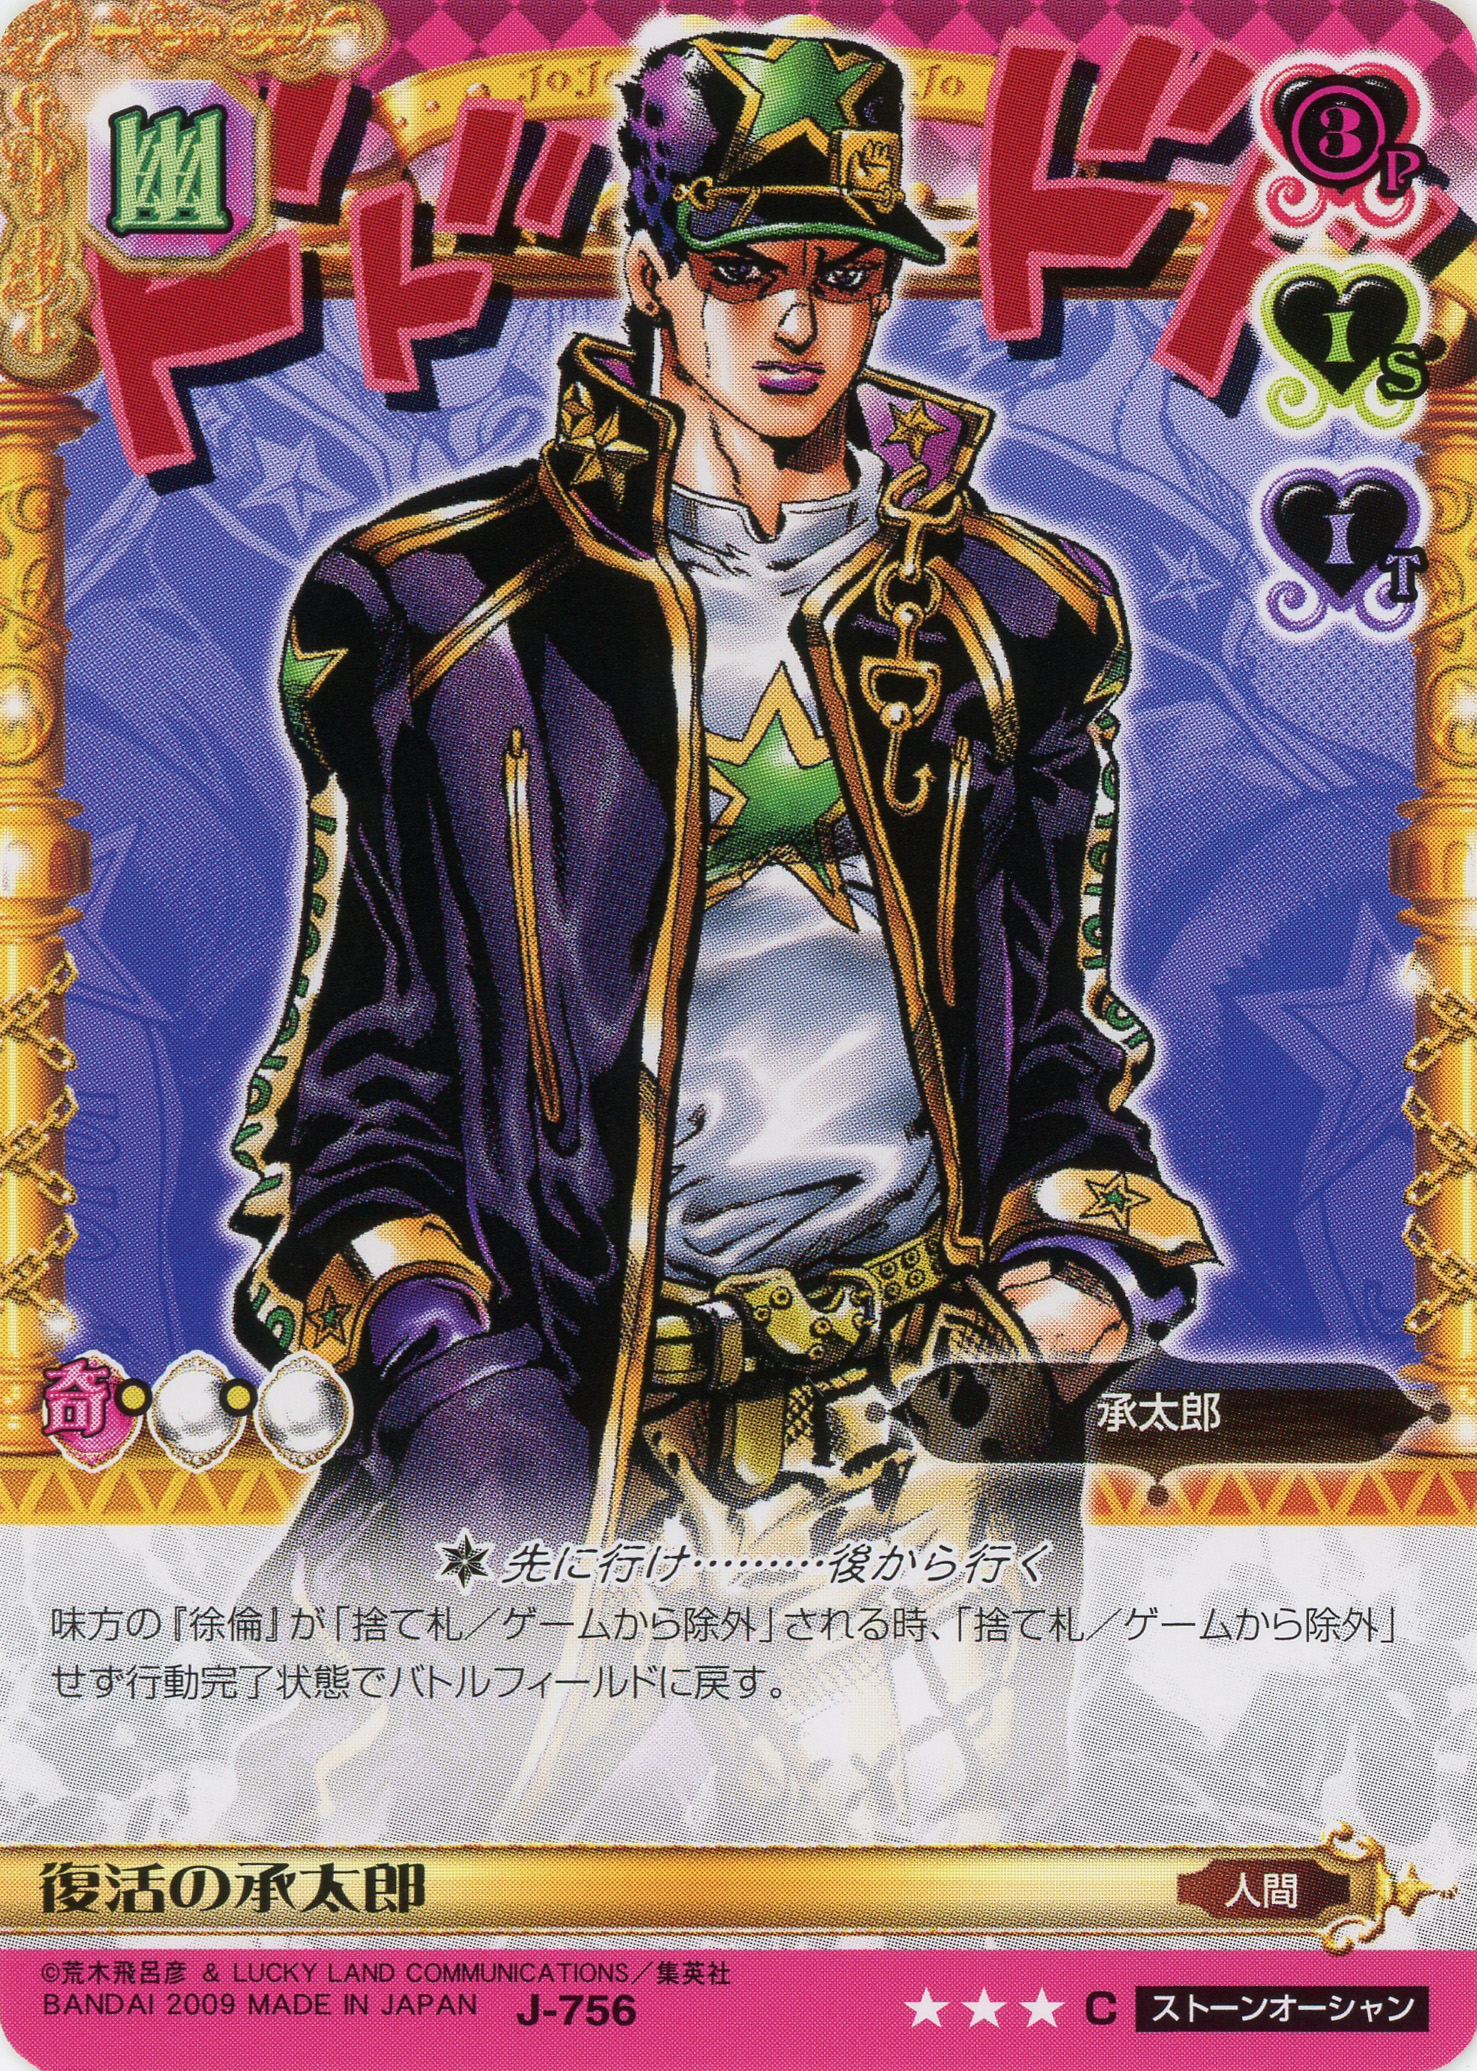 JoJo
Jo
ドドドド
3P
1S
1T
奇
承太郎
先に行け………後から行く
味方の『徐倫』が「捨て札／ゲームから除外」される時、「捨て札／ゲームから除外」
せず行動完了状態でバトルフィールドに戻す。
復活の承太郎
人間
©荒木飛呂彦 & LUCKY LAND COMMUNICATIONS／集英社
BANDAI 2009 MADE IN JAPAN J-756
★★★ C ストーンオーシャン